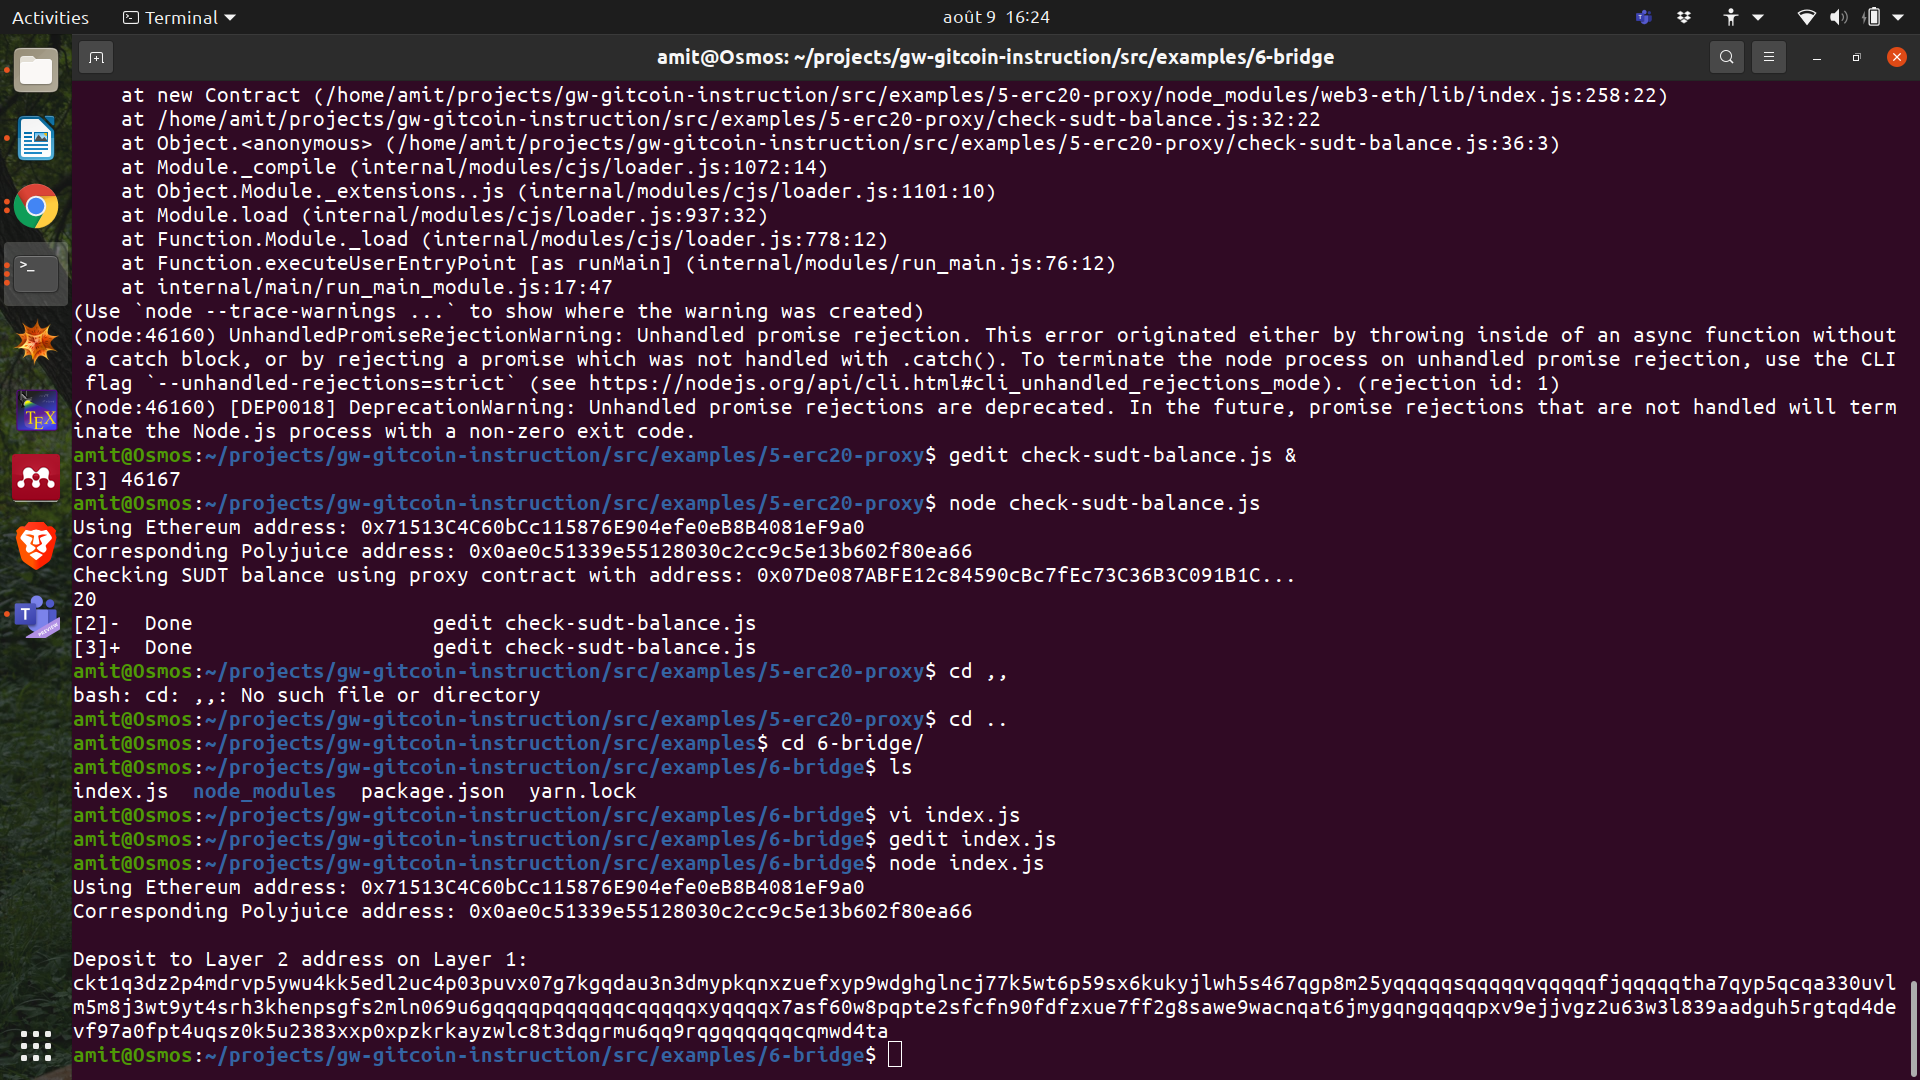 Activities
Terminal
août 9 16:24
amit@Osmos: ~/projects/gw-gitcoin-instruction/src/examples/6-bridge
at new Contract (/home/amit/projects/gw-gitcoin-instruction/src/examples/5-erc20-proxy/node_modules/web3-eth/lib/index.js:258:22)
at /home/amit/projects/gw-gitcoin-instruction/src/examples/5-erc20-proxy/check-sudt-balance.js:32:22
at Object.<anonymous> (/home/amit/projects/gw-gitcoin-instruction/src/examples/5-erc20-proxy/check-sudt-balance.js:36:3)
at Module._compile (internal/modules/cjs/loader.js:1072:14)
at Object.Module._extensions..js (internal/modules/cjs/loader.js:1101:10)
at Module.load (internal/modules/cjs/loader.js:937:32)
at Function.Module._load (internal/modules/cjs/loader.js:778:12)
at Function.executeUserEntryPoint [as runMain] (internal/modules/run_main.js:76:12)
at internal/main/run_main_module.js:17:47
(Use `node --trace-warnings ...` to show where the warning was created)
(node:46160) UnhandledPromiseRejectionWarning: Unhandled promise rejection. This error originated either by throwing inside of an async function without
a catch block, or by rejecting a promise which was not handled with .catch(). To terminate the node process on unhandled promise rejection, use the CLI
flag `--unhandled-rejections=strict` (see https://nodejs.org/api/cli.html#cli_unhandled_rejections_mode). (rejection id: 1)
(node:46160) [DEP0018] DeprecationWarning: Unhandled promise rejections are deprecated. In the future, promise rejections that are not handled will term
inate the Node.js process with a non-zero exit code.
amit@Osmos:~/projects/gw-gitcoin-instruction/src/examples/5-erc20-proxy$ gedit check-sudt-balance.js &
[3] 46167
amit@Osmos:~/projects/gw-gitcoin-instruction/src/examples/5-erc20-proxy$ node check-sudt-balance.js
Using Ethereum address: 0x71513C4C60bCc115876E904efe0eB8B4081eF9a0
Corresponding Polyjuice address: 0x0ae0c51339e55128030c2cc9c5e13b602f80ea66
Checking SUDT balance using proxy contract with address: 0x07De087ABFE12c84590cBc7fEc73C36B3C091B1C...
20
[2]-  Done                    gedit check-sudt-balance.js
[3]+  Done                    gedit check-sudt-balance.js
amit@Osmos:~/projects/gw-gitcoin-instruction/src/examples/5-erc20-proxy$ cd ,,
bash: cd: ,,: No such file or directory
amit@Osmos:~/projects/gw-gitcoin-instruction/src/examples/5-erc20-proxy$ cd ..
amit@Osmos:~/projects/gw-gitcoin-instruction/src/examples$ cd 6-bridge/
amit@Osmos:~/projects/gw-gitcoin-instruction/src/examples/6-bridge$ ls
index.js  node_modules  package.json  yarn.lock
amit@Osmos:~/projects/gw-gitcoin-instruction/src/examples/6-bridge$ vi index.js
amit@Osmos:~/projects/gw-gitcoin-instruction/src/examples/6-bridge$ gedit index.js
amit@Osmos:~/projects/gw-gitcoin-instruction/src/examples/6-bridge$ node index.js
Using Ethereum address: 0x71513C4C60bCc115876E904efe0eB8B4081eF9a0
Corresponding Polyjuice address: 0x0ae0c51339e55128030c2cc9c5e13b602f80ea66
Deposit to Layer 2 address on Layer 1:
ckt1q3dz2p4mdrvp5ywu4kk5edl2uc4p03puvx07g7kgqdau3n3dmypkqnxzuefxyp9wdghglncj77k5wt6p59sx6kukyjlwh5s467qgp8m25yqqqqqsqqqqqvqqqqqfjqqqqqtha7qyp5qcqa330uvl
m5m8j3wt9yt4srh3khenpsgfs2mln069u6gqqqqpqqqqqqcqqqqqxyqqqqx7asf60w8pqpte2sfcfn90fdfzxue7ff2g8sawe9wacnqat6jmygqngqqqqpxv9ejjvgz2u63w3l839aadguh5rgtqd4de
vf97a0fpt4uqsz0k5u2383xxp0xpzkrkayzwlc8t3dqgrmu6qq9rqgqqqqqqcqmwd4ta
amit@Osmos:~/projects/gw-gitcoin-instruction/src/examples/6-bridge$